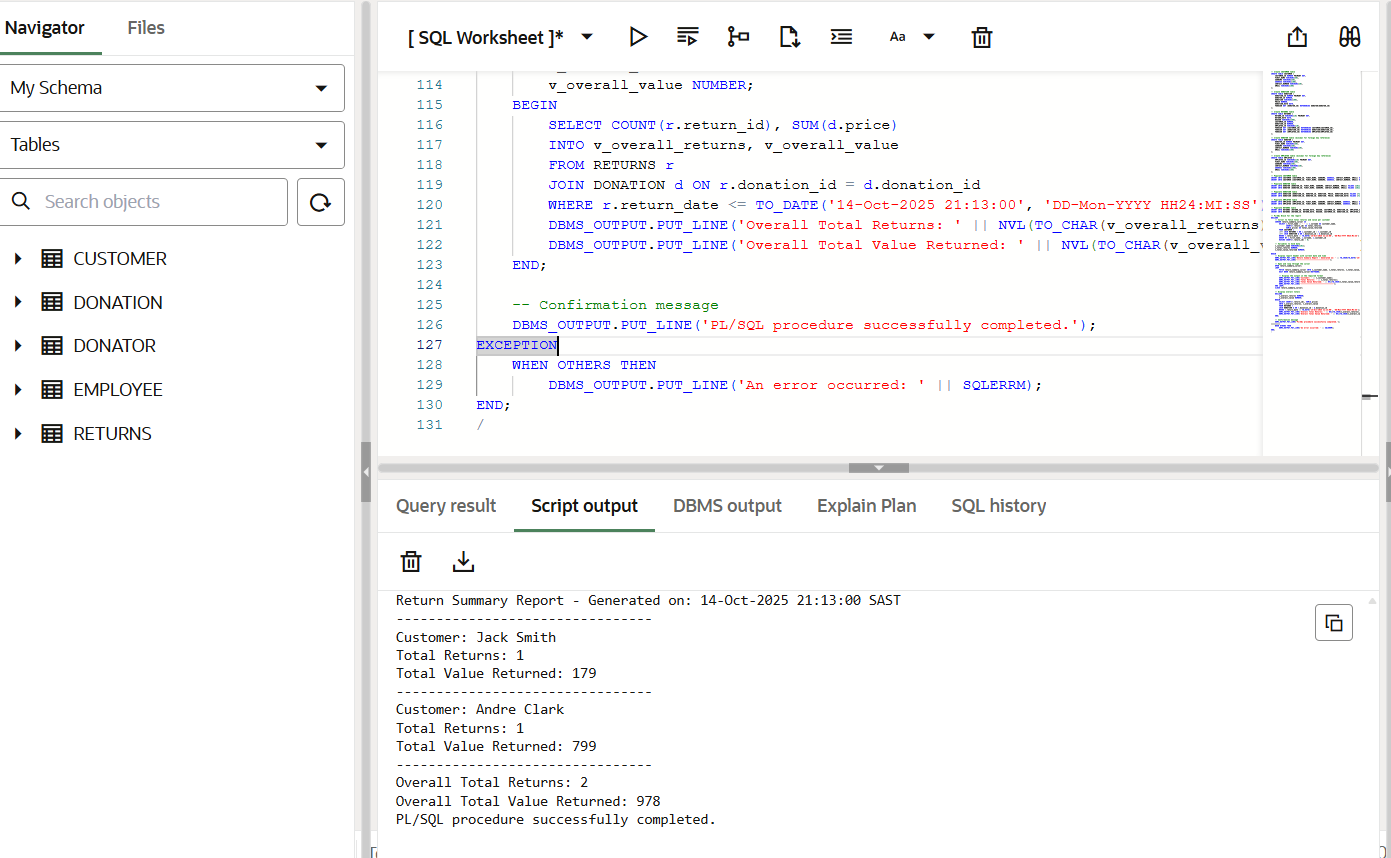 Navigator Files
My Schema
Tables
Search objects
CUSTOMER
DONATION
DONATOR
EMPLOYEE
RETURNS
[ SQL Worksheet ]* Aa
114 v_overall_value NUMBER;
115 BEGIN
116 SELECT COUNT(r.return_id), SUM(d.price)
117 INTO v_overall_returns, v_overall_value
118 FROM RETURNS r
119 JOIN DONATION d ON r.donation_id = d.donation_id
120 WHERE r.return_date <= TO_DATE('14-Oct-2025 21:13:00', 'DD-Mon-YYYY HH24:MI:SS'
121 DBMS_OUTPUT.PUT_LINE('Overall Total Returns: ' || NVL(TO_CHAR(v_overall_returns)
122 DBMS_OUTPUT.PUT_LINE('Overall Total Value Returned: ' || NVL(TO_CHAR(v_overall_v
123 END;
124
125 -- Confirmation message
126 DBMS_OUTPUT.PUT_LINE('PL/SQL procedure successfully completed.');
127 EXCEPTION
128 WHEN OTHERS THEN
129 DBMS_OUTPUT.PUT_LINE('An error occurred: ' || SQLERRM);
130 END;
131 /
Query result Script output DBMS output Explain Plan SQL history
Return Summary Report - Generated on: 14-Oct-2025 21:13:00 SAST
--------------------------------
Customer: Jack Smith
Total Returns: 1
Total Value Returned: 179
--------------------------------
Customer: Andre Clark
Total Returns: 1
Total Value Returned: 799
--------------------------------
Overall Total Returns: 2
Overall Total Value Returned: 978
PL/SQL procedure successfully completed.